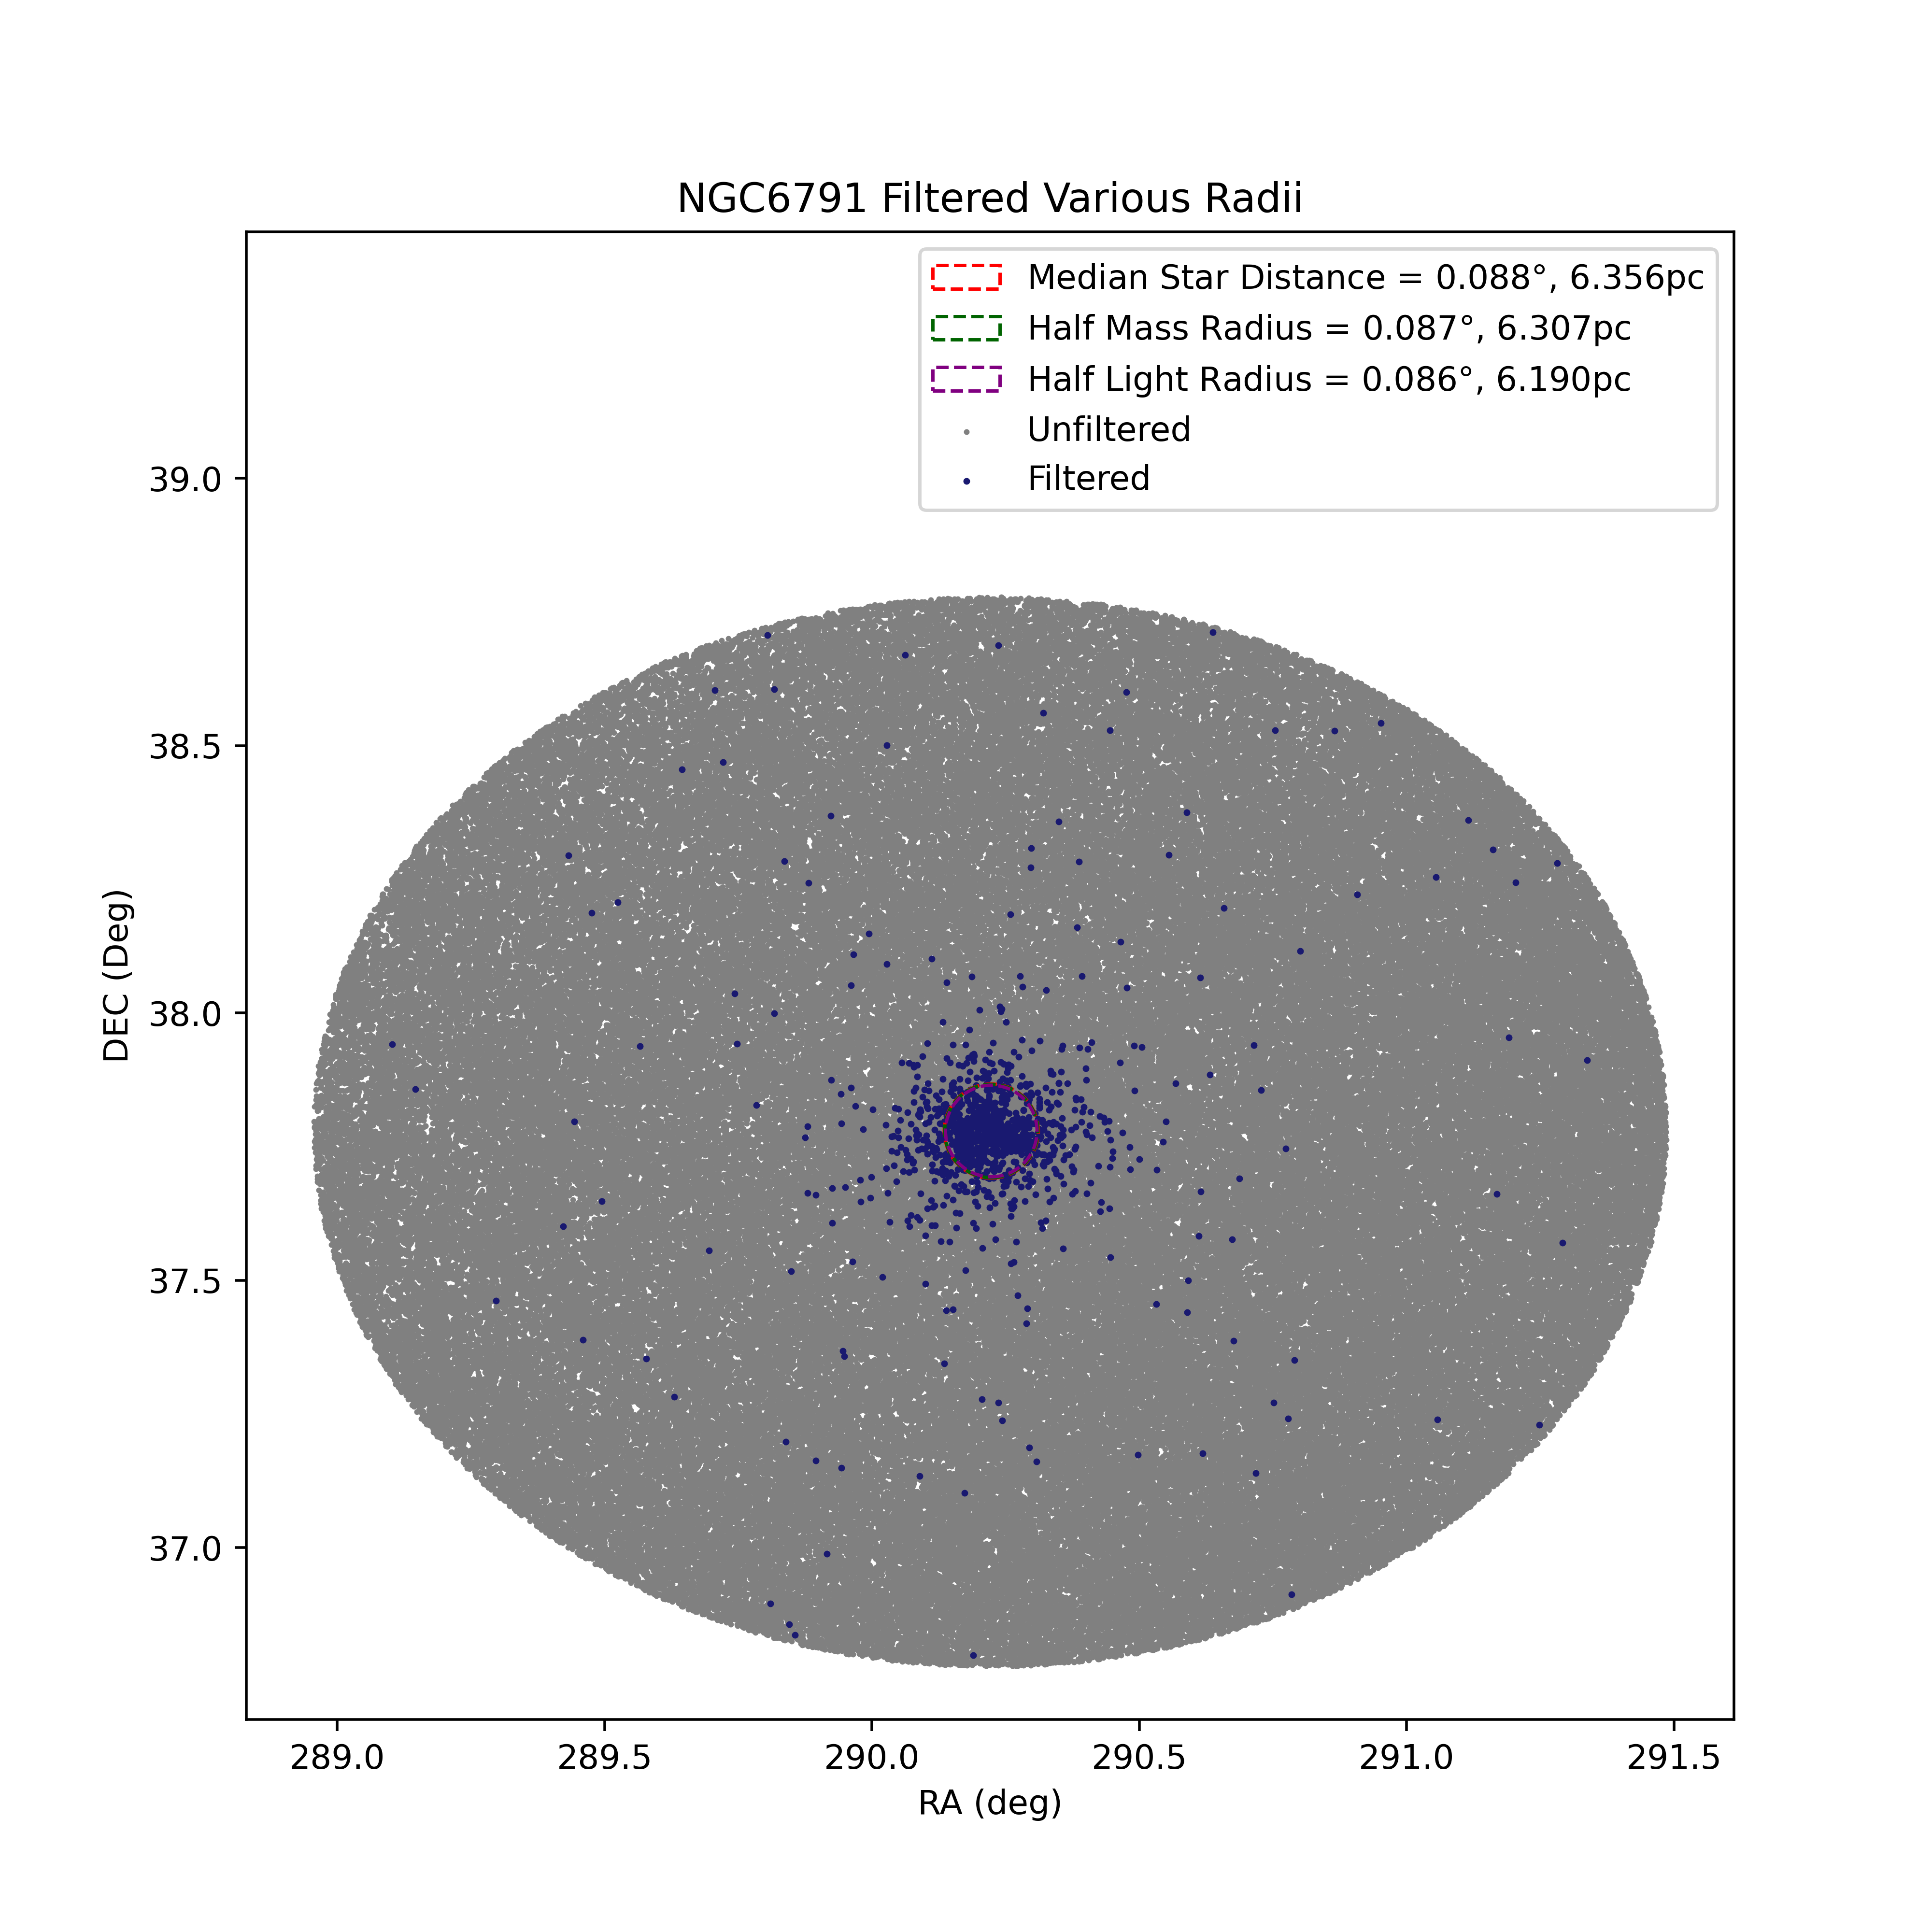 NGC6791 Filtered Various Radii
Median Star Distance = 0.088°, 6.356pc
Half Mass Radius = 0.087°, 6.307pc
Half Light Radius = 0.086°, 6.190pc
Unfiltered
Filtered
39.0
38.5
38.0
37.5
37.0
DEC (Deg)
289.0 289.5 290.0 290.5 291.0 291.5
RA (deg)